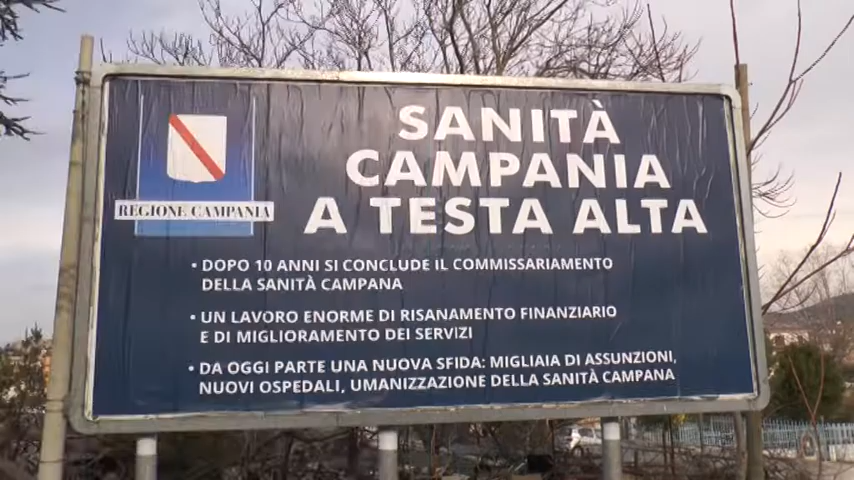 SANITÀ
CAMPANIA
A TESTA ALTA
REGIONE CAMPANIA
• DOPO 10 ANNI SI CONCLUDE IL COMMISSARIAMENTO
DELLA SANITÀ CAMPANA
• UN LAVORO ENORME DI RISANAMENTO FINANZIARIO
E DI MIGLIORAMENTO DEI SERVIZI
• DA OGGI PARTE UNA NUOVA SFIDA: MIGLIAIA DI ASSUNZIONI,
NUOVI OSPEDALI, UMANIZZAZIONE DELLA SANITÀ CAMPANA